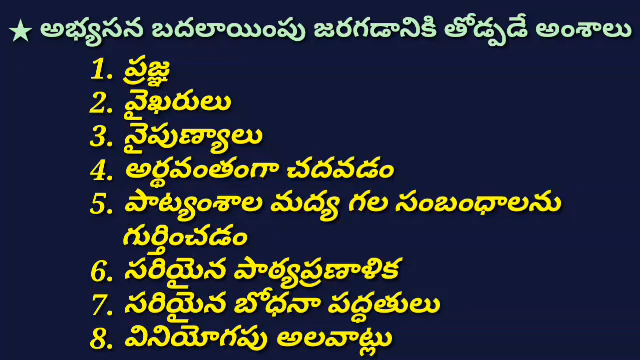 ★ అభ్యసన బదలాయింపు జరగడానికి తోడ్పడే అంశాలు
1. ప్రజ్ఞ
2. వైఖరులు
3. నైపుణ్యాలు
4. అర్థవంతంగా చదవడం
5. పాట్యంశాల మద్య గల సంబంధాలను
గుర్తించడం
6. సరియైన పాఠ్యప్రణాళిక
7. సరియైన బోధనా పద్ధతులు
8. వినియోగపు అలవాట్లు